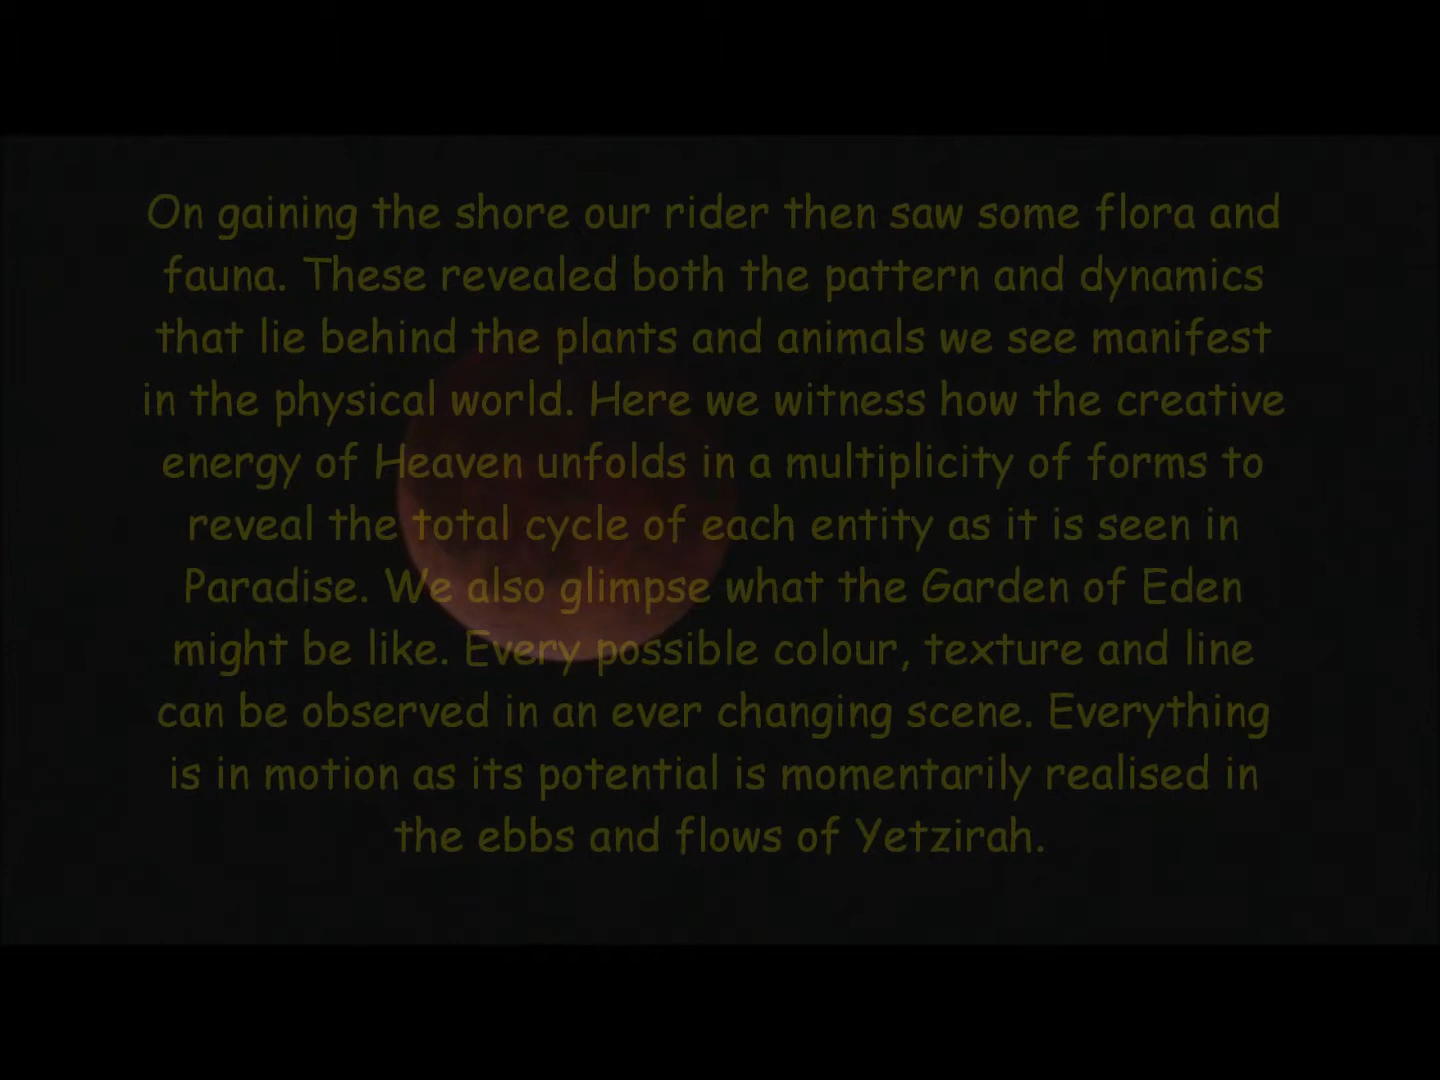 On gaining the shore our rider then saw some flora and
fauna. These revealed both the pattern and dynamics
that lie behind the plants and animals we see manifest
in the physical world. Here we witness how the creative
energy of Heaven unfolds in a multiplicity of forms to
reveal the total cycle of each entity as it is seen in
Paradise. We also glimpse what the Garden of Eden
might be like. Every possible colour, texture and line
can be observed in an ever changing scene. Everything
is in motion as its potential is momentarily realised in
the ebbs and flows of Yetzirah.